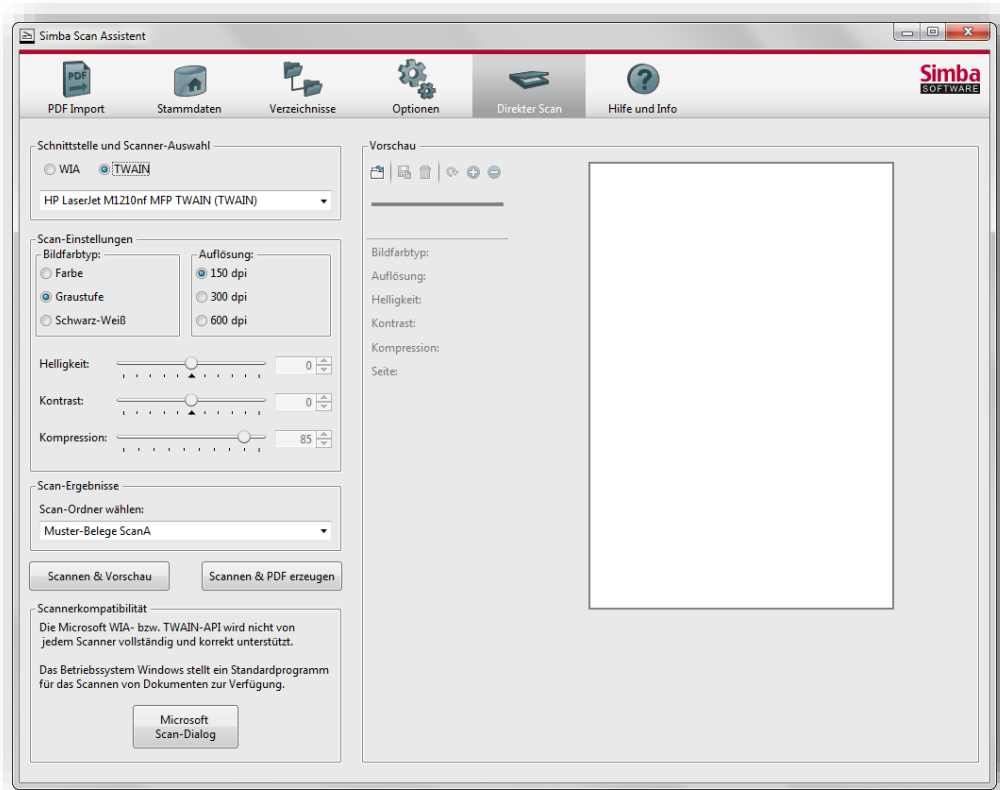 Simba Scan Assistent
PDF
PDF Import
Stammdaten
Verzeichnisse
Optionen
Direkter Scan
Hilfe und Info
Simba
SOFTWARE
Schnittstelle und Scanner-Auswahl
WIA
TWAIN
HP LaserJet M1210nf MFP TWAIN (TWAIN)
Scan-Einstellungen
Bildfarbtyp:
Farbe
Graustufe
Schwarz-Weiß
Auflösung:
150 dpi
300 dpi
600 dpi
Helligkeit:
0
Kontrast:
0
Kompression:
85
Scan-Ergebnisse
Scan-Ordner wählen:
Muster-Belege ScanA
Scannen & Vorschau
Scannen & PDF erzeugen
Scannerkompatibilität
Die Microsoft WIA- bzw. TWAIN-API wird nicht von
jedem Scanner vollständig und korrekt unterstützt.
Das Betriebssystem Windows stellt ein Standardprogramm
für das Scannen von Dokumenten zur Verfügung.
Microsoft
Scan-Dialog
Vorschau
Bildfarbtyp:
Auflösung:
Helligkeit:
Kontrast:
Kompression:
Seite: